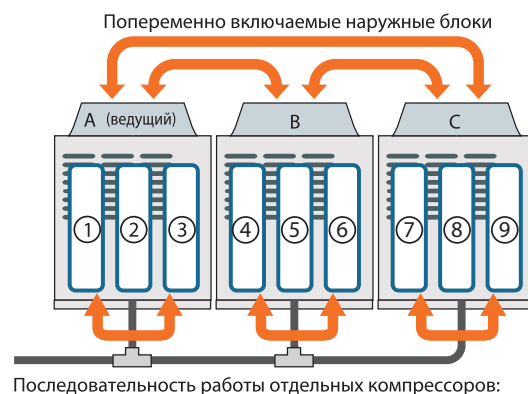 Попеременно включаемые наружные блоки
A (ведущий) B C
1 2 3 4 5 6 7 8 9
Последовательность работы отдельных компрессоров: